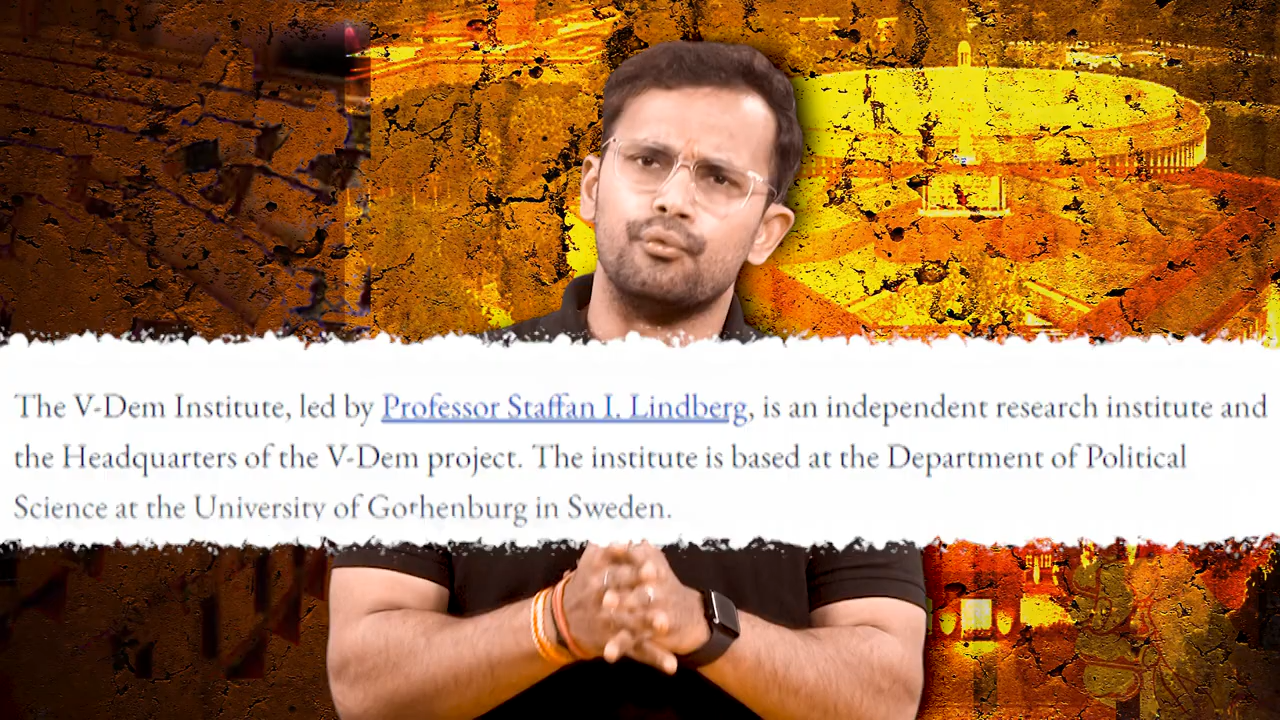 The V-Dem Institute, led by Professor Staffan I. Lindberg, is an independent research institute and
the Headquarters of the V-Dem project. The institute is based at the Department of Political
Science at the University of Gothenburg in Sweden.